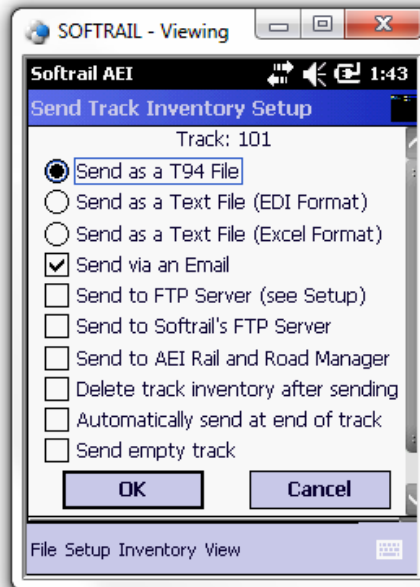 SOFTRAIL - Viewing
Softrail AEI 1:43
Send Track Inventory Setup
Track: 101
Send as a T94 File
Send as a Text File (EDI Format)
Send as a Text File (Excel Format)
Send via an Email
Send to FTP Server (see Setup)
Send to Softrail's FTP Server
Send to AEI Rail and Road Manager
Delete track inventory after sending
Automatically send at end of track
Send empty track
OK Cancel
File Setup Inventory View